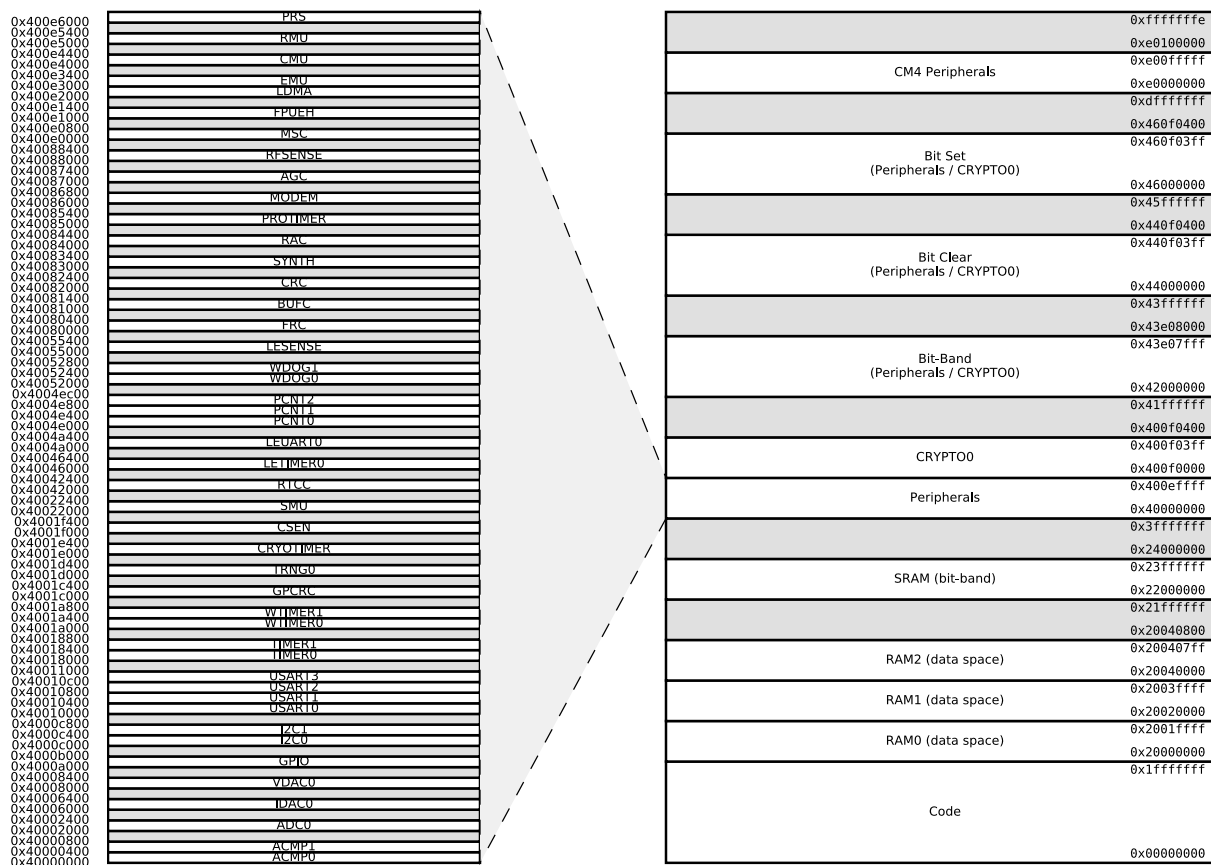 0x400e6000
0x400e5400
0x400e5000
0x400e4400
0x400e4000
0x400e3400
0x400e3000
0x400e2000
0x400e1400
0x400e1000
0x400e0800
0x400e0000
0x40088400
0x40088000
0x40087400
0x40087000
0x40086800
0x40086000
0x40085400
0x40085000
0x40084400
0x40084000
0x40083400
0x40083000
0x40082400
0x40082000
0x40081400
0x40081000
0x40080400
0x40080000
0x40055400
0x40055000
0x40052800
0x40052400
0x40052000
0x4004ec00
0x4004e800
0x4004e400
0x4004e000
0x4004a400
0x4004a000
0x40046400
0x40046000
0x40042400
0x40042000
0x40022400
0x40022000
0x4001f400
0x4001f000
0x4001e400
0x4001e000
0x4001d400
0x4001d000
0x4001c400
0x4001c000
0x4001a800
0x4001a400
0x4001a000
0x40018800
0x40018400
0x40018000
0x40011000
0x40010c00
0x40010800
0x40010400
0x40010000
0x4000c800
0x4000c400
0x4000c000
0x4000b000
0x4000a000
0x40008400
0x40008000
0x40006400
0x40006000
0x40002400
0x40002000
0x40000800
0x40000400
0x40000000
PRS
RMU
CMU
EMU
LDMA
FPUEH
MSC
RFSENSE
AGC
MODEM
PROTIMER
RAC
SYNTH
CRC
BUFC
FRC
LESENSE
WDOG1
WDOG0
PCNT2
PCNT1
PCNT0
LEUART0
LETIMER0
RTCC
SMU
CSEN
CRYOTIMER
TRNG0
GPCRC
WTIMER1
WTIMER0
TIMER1
TIMER0
USART3
USART2
USART1
USART0
I2C1
I2C0
GPIO
VDAC0
IDAC0
ADC0
ACMP1
ACMP0
0xfffffffe
0xe0100000
0xe00fffff
CM4 Peripherals
0xe0000000
0xdfffffff
0x460f0400
0x460f03ff
Bit Set
(Peripherals / CRYPTO0)
0x46000000
0x45ffffff
0x440f0400
0x440f03ff
Bit Clear
(Peripherals / CRYPTO0)
0x44000000
0x43ffffff
0x43e08000
0x43e07fff
Bit-Band
(Peripherals / CRYPTO0)
0x42000000
0x41ffffff
0x400f0400
0x400f03ff
CRYPTO0
0x400f0000
0x400effff
Peripherals
0x40000000
0x3fffffff
0x24000000
0x23ffffff
SRAM (bit-band)
0x22000000
0x21ffffff
0x20040800
0x200407ff
RAM2 (data space)
0x20040000
0x2003ffff
RAM1 (data space)
0x20020000
0x2001ffff
RAM0 (data space)
0x20000000
0x1fffffff
Code
0x00000000